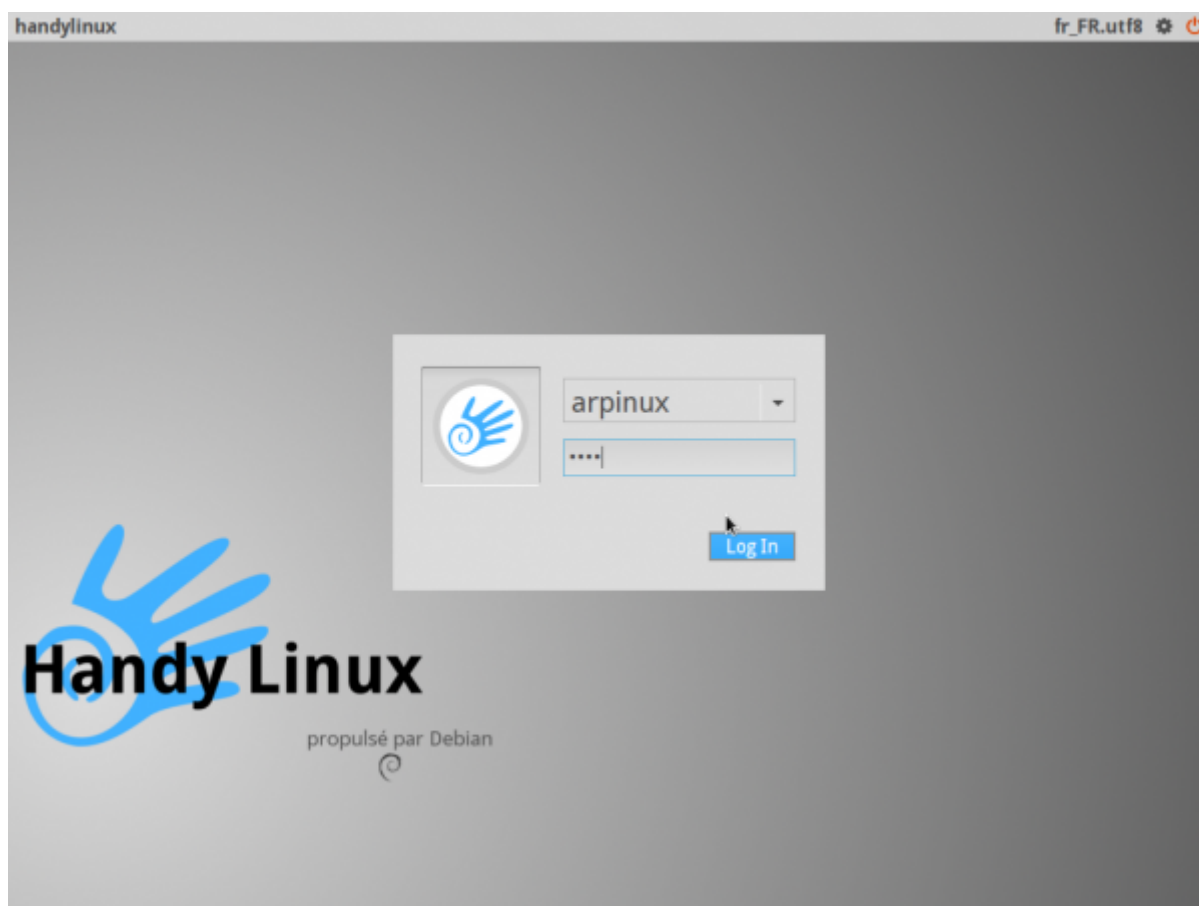 handylinux
fr_FR.utf8
arpinux
••••
Log In
Handy Linux
propulsé par Debian